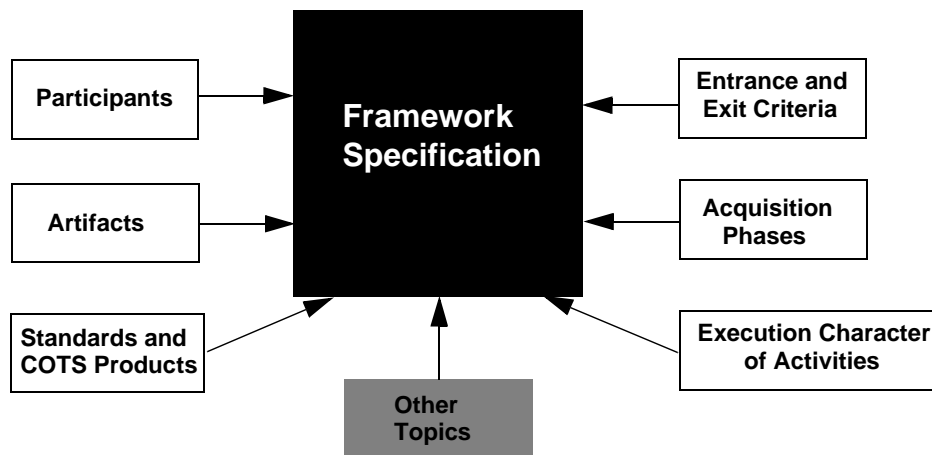 Participants
Artifacts
Standards and
COTS Products
Framework
Specification
Other
Topics
Entrance and
Exit Criteria
Acquisition
Phases
Execution Character
of Activities